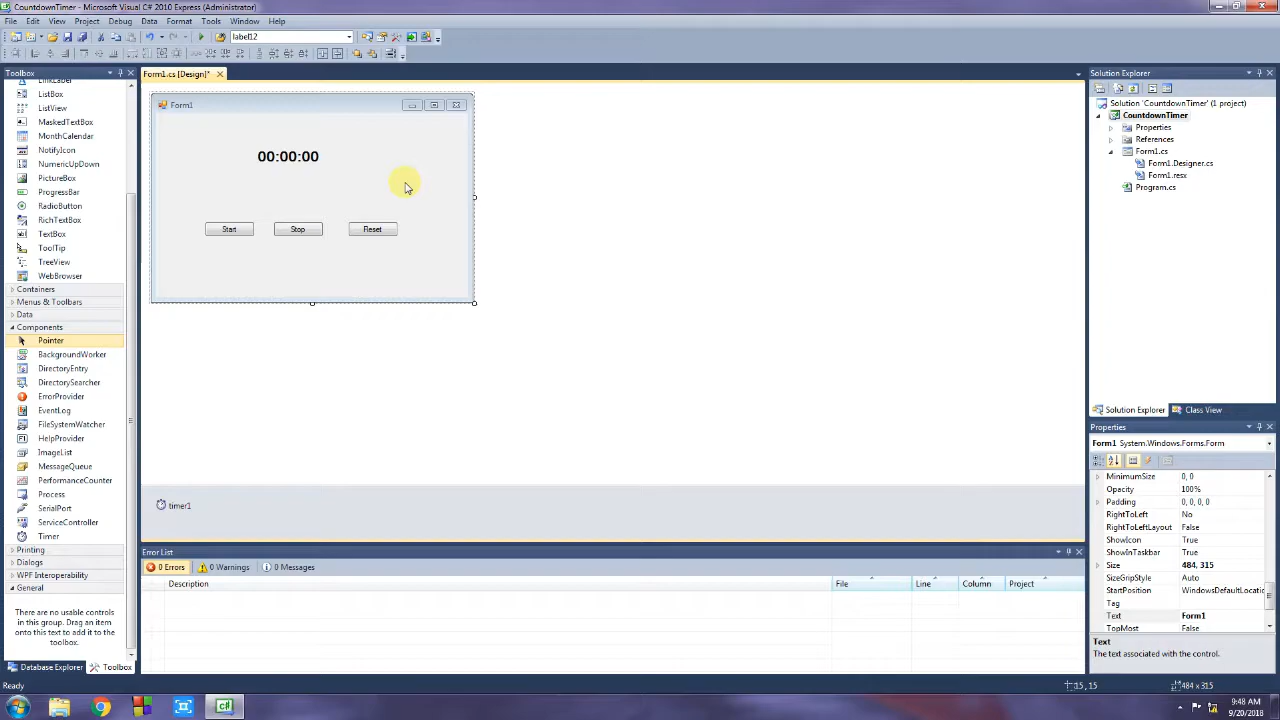 CountdownTimer - Microsoft Visual C# 2010 Express (Administrator)
File Edit View Project Debug Data Format Tools Window Help
label12
Toolbox
Form1.cs [Design]*
Solution Explorer
LinkLabel
ListBox
ListView
MaskedTextBox
MonthCalendar
NotifyIcon
NumericUpDown
PictureBox
ProgressBar
RadioButton
RichTextBox
TextBox
ToolTip
TreeView
WebBrowser
Containers
Menus & Toolbars
Data
Components
Pointer
BackgroundWorker
DirectoryEntry
DirectorySearcher
ErrorProvider
EventLog
FileSystemWatcher
HelpProvider
ImageList
MessageQueue
PerformanceCounter
Process
SerialPort
ServiceController
Timer
Printing
Dialogs
WPF Interoperability
General
There are no usable controls
in this group. Drag an item
onto this text to add it to the
toolbox.
Database Explorer Toolbox
Form1
00:00:00
Start Stop Reset
timer1
Error List
0 Errors 0 Warnings 0 Messages
Description File Line Column Project
Solution 'CountdownTimer' (1 project)
CountdownTimer
Properties
References
Form1.cs
Form1.Designer.cs
Form1.resx
Program.cs
Solution Explorer Class View
Properties
Form1 System.Windows.Forms.Form
MinimumSize 0, 0
Opacity 100%
Padding 0, 0, 0, 0
RightToLeft No
RightToLeftLayout False
ShowIcon True
ShowInTaskbar True
Size 484, 315
SizeGripStyle Auto
StartPosition WindowsDefaultLocatio
Tag
Text Form1
TopMost False
Text
The text associated with the control.
Ready
15 , 15
484 x 315
9:48 AM
9/20/2018